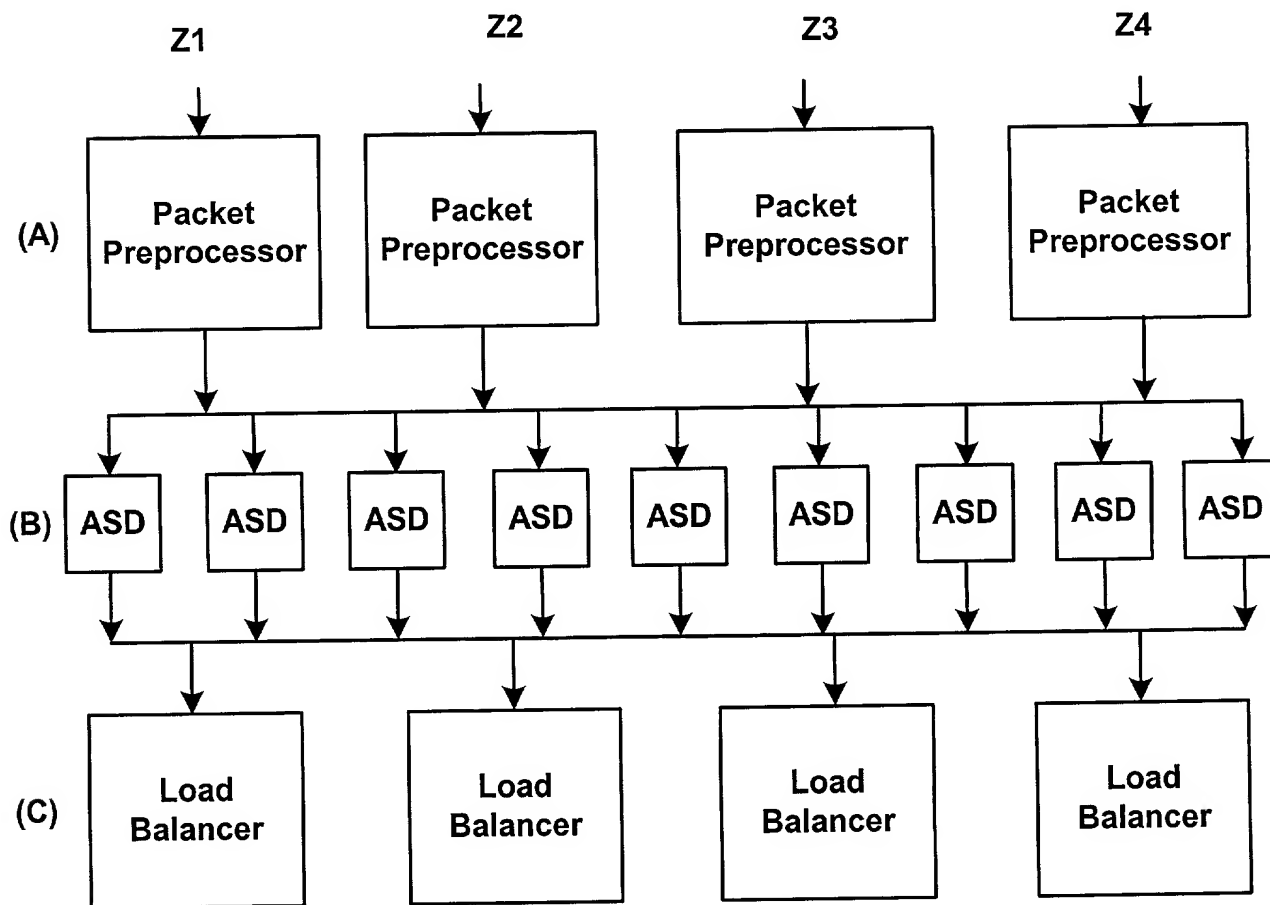 Z1 Z2 Z3 Z4
(A)
Packet
Preprocessor
Packet
Preprocessor
Packet
Preprocessor
Packet
Preprocessor
(B) ASD ASD ASD ASD ASD ASD ASD ASD ASD
(C)
Load
Balancer
Load
Balancer
Load
Balancer
Load
Balancer